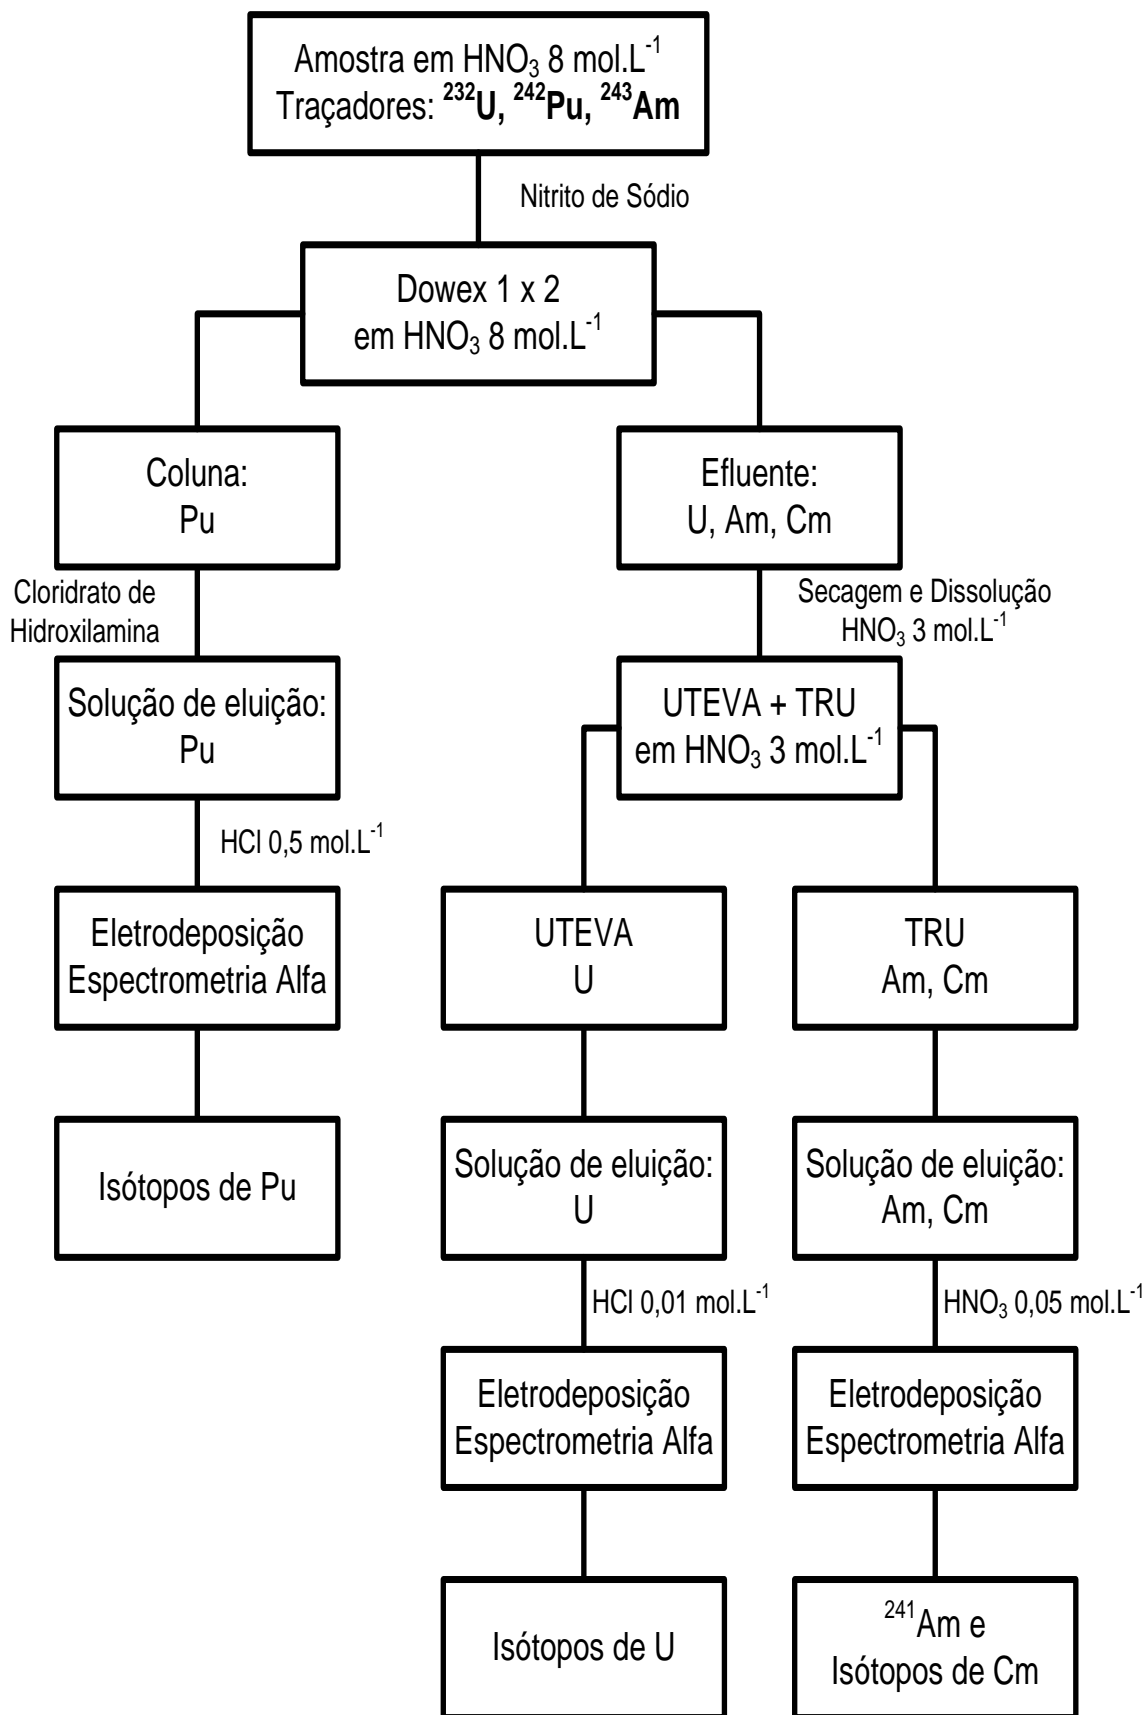 Amostra em HNO₃ 8 mol.L⁻¹
Traçadores: ²³²U, ²⁴²Pu, ²⁴³Am
Nitrito de Sódio
Dowex 1 x 2
em HNO₃ 8 mol.L⁻¹
Coluna:
Pu
Efluente:
U, Am, Cm
Cloridrato de
Hidroxilamina
Secagem e Dissolução
HNO₃ 3 mol.L⁻¹
Solução de eluição:
Pu
UTEVA + TRU
em HNO₃ 3 mol.L⁻¹
HCl 0,5 mol.L⁻¹
Eletrodeposição
Espectrometria Alfa
UTEVA
U
TRU
Am, Cm
Isótopos de Pu
Solução de eluição:
U
Solução de eluição:
Am, Cm
HCl 0,01 mol.L⁻¹
HNO₃ 0,05 mol.L⁻¹
Eletrodeposição
Espectrometria Alfa
Eletrodeposição
Espectrometria Alfa
Isótopos de U
²⁴¹Am e
Isótopos de Cm